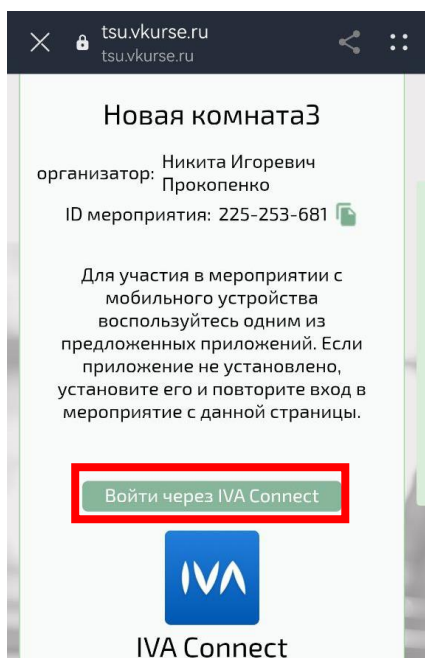 tsu.vkurse.ru
tsu.vkurse.ru
Новая комната3
организатор: Никита Игоревич
Прокопенко
ID мероприятия: 225-253-681
Для участия в мероприятии с
мобильного устройства
воспользуйтесь одним из
предложенных приложений. Если
приложение не установлено,
установите его и повторите вход в
мероприятие с данной страницы.
Войти через IVA Connect
IVA
IVA Connect